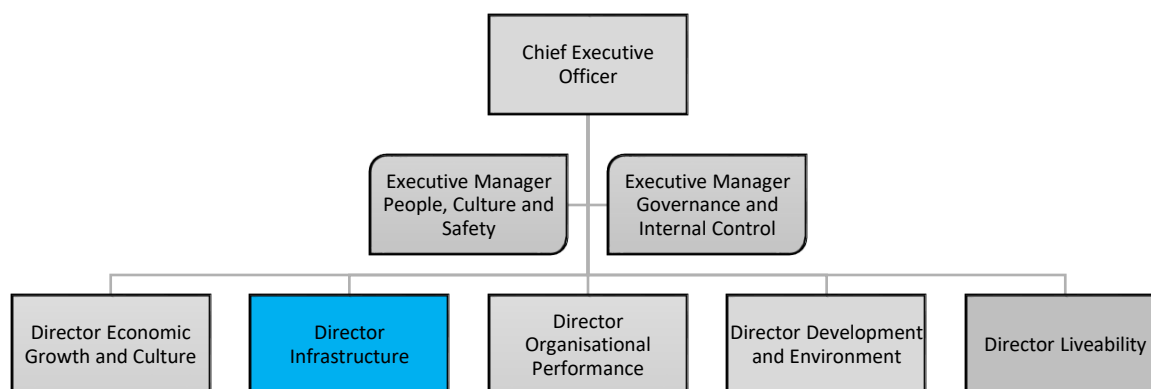 Chief Executive
Officer
Executive Manager
People, Culture and
Safety
Executive Manager
Governance and
Internal Control
Director Economic
Growth and Culture
Director
Infrastructure
Director
Organisational
Performance
Director Development
and Environment
Director Liveability